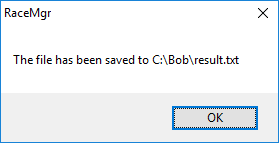 RaceMgr
The file has been saved to C:\Bob\result.txt
OK